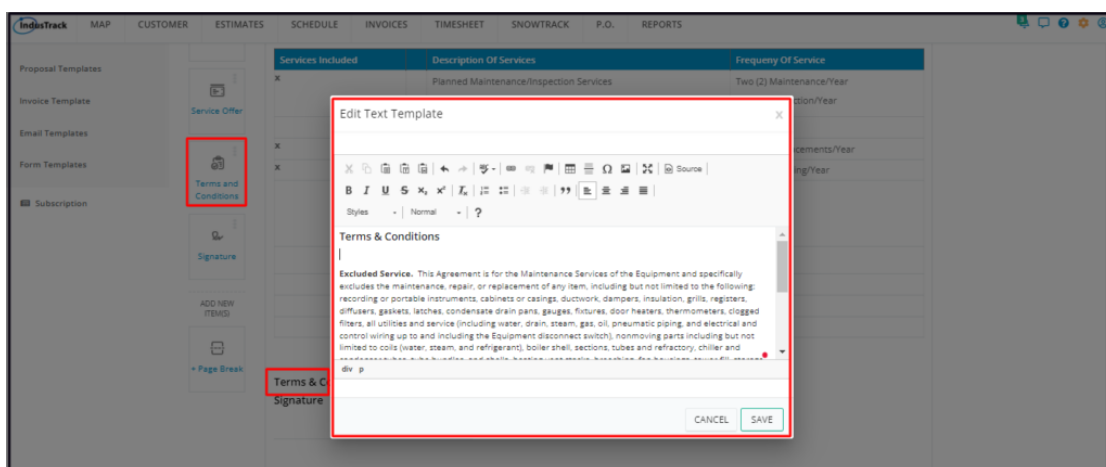 IndusTrack MAP CUSTOMER ESTIMATES SCHEDULE INVOICES TIMESHEET SNOWTRACK P.O. REPORTS
Proposal Templates
Invoice Template
Email Templates
Form Templates
Subscription
Service Offer
Terms and
Conditions
Signature
ADD NEW
ITEM(S)
+ Page Break
Services Included Description Of Services Frequeny Of Service
x Planned Maintenance/Inspection Services Two (2) Maintenance/Year
ction/Year
x cements/Year
x ing/Year
Edit Text Template x
Source
B I U S x₂ x² Iₓ
Styles Normal ?
Terms & Conditions
Excluded Service. This Agreement is for the Maintenance Services of the Equipment and specifically
excludes the maintenance, repair, or replacement of any item, including but not limited to the following:
recording or portable instruments, cabinets or casings, ductwork, dampers, insulation, grills, registers,
diffusers, gaskets, latches, condensate drain pans, gauges, fixtures, door heaters, thermometers, clogged
filters, all utilities and service (including water, drain, steam, gas, oil, pneumatic piping, and electrical and
control wiring up to and including the Equipment disconnect switch), nonmoving parts including but not
limited to coils (water, steam, and refrigerant), boiler shell, sections, tubes and refractory, chiller and
div p
CANCEL SAVE
Terms & C
Signature